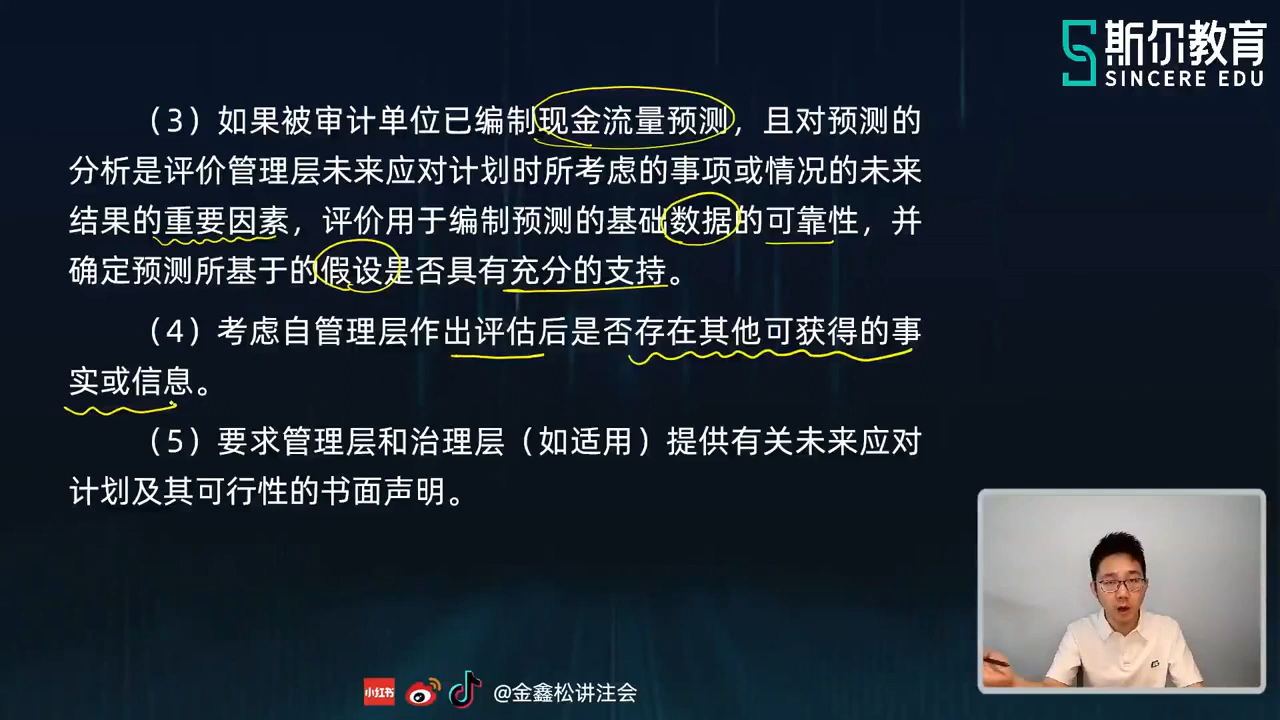 斯尔教育
SINCERE EDU
（3）如果被审计单位已编制现金流量预测，且对预测的
分析是评价管理层未来应对计划时所考虑的事项或情况的未来
结果的重要因素，评价用于编制预测的基础数据的可靠性，并
确定预测所基于的假设是否具有充分的支持。
（4）考虑自管理层作出评估后是否存在其他可获得的事
实或信息。
（5）要求管理层和治理层（如适用）提供有关未来应对
计划及其可行性的书面声明。
小红书 @金鑫松讲注会